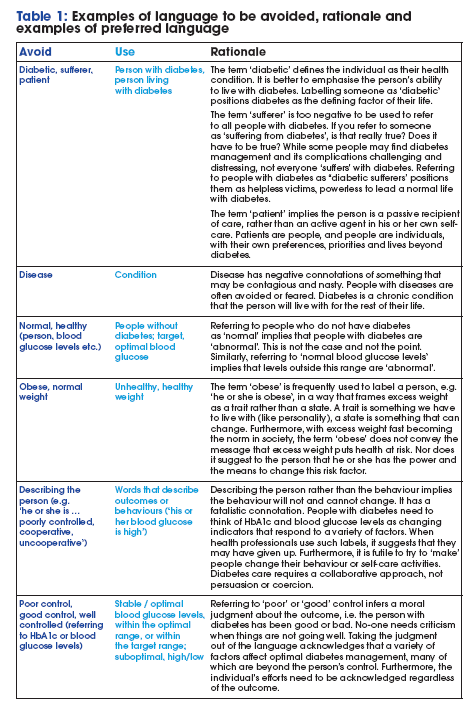 Table 1: Examples of language to be avoided, rationale and
examples of preferred language
Avoid Use Rationale
Diabetic, sufferer,
patient
Person with diabetes,
person living
with diabetes
The term ‘diabetic’ defines the individual as their health
condition. It is better to emphasise the person’s ability
to live with diabetes. Labelling someone as ‘diabetic’
positions diabetes as the defining factor of their life.
The term ‘sufferer’ is too negative to be used to refer
to all people with diabetes. If you refer to someone
as ‘suffering from diabetes’, is that really true? Does it
have to be true? While some people may find diabetes
management and its complications challenging and
distressing, not everyone ‘suffers’ with diabetes. Referring
to people with diabetes as “diabetic sufferers’ positions
them as helpless victims, powerless to lead a normal life
with diabetes.
The term ‘patient’ implies the person is a passive recipient
of care, rather than an active agent in his or her own self-
care. Patients are people, and people are individuals,
with their own preferences, priorities and lives beyond
diabetes.
Disease
Condition
Disease has negative connotations of something that
may be contagious and nasty. People with diseases are
often avoided or feared. Diabetes is a chronic condition
that the person will live with for the rest of their life.
Normal, healthy
(person, blood
glucose levels etc.)
People without
diabetes; target,
optimal blood
glucose
Referring to people who do not have diabetes
as ‘normal’ implies that people with diabetes are
‘abnormal’. This is not the case and not the point.
Similarly, referring to ‘normal blood glucose levels’
implies that levels outside this range are ‘abnormal’.
Obese, normal
weight
Unhealthy, healthy
weight
The term ‘obese’ is frequently used to label a person, e.g.
‘he or she is obese’, in a way that frames excess weight
as a trait rather than a state. A trait is something we have
to live with (like personality), a state is something that can
change. Furthermore, with excess weight fast becoming
the norm in society, the term ‘obese’ does not convey the
message that excess weight puts health at risk. Nor does
it suggest to the person that he or she has the power and
the means to change this risk factor.
Describing the
person (e.g.
‘he or she is ...
poorly controlled,
cooperative,
uncooperative’)
Words that describe
outcomes or
behaviours (‘his or
her blood glucose
is high’)
Describing the person rather than the behaviour implies
the behaviour will not and cannot change. It has a
fatalistic connotation. People with diabetes need to
think of HbA1c and blood glucose levels as changing
indicators that respond to a variety of factors. When
health professionals use such labels, it suggests that they
may have given up. Furthermore, it is futile to try to ‘make’
people change their behaviour or self-care activities.
Diabetes care requires a collaborative approach, not
persuasion or coercion.
Poor control,
good control, well
controlled (referring
to HbA1c or blood
glucose levels)
Stable / optimal
blood glucose levels,
within the optimal
range, or within
the target range;
suboptimal, high/low
Referring to ‘poor’ or ‘good’ control infers a moral
judgment about the outcome, i.e. the person with
diabetes has been good or bad. No-one needs criticism
when things are not going well. Taking the judgment
out of the language acknowledges that a variety of
factors affect optimal diabetes management, many of
which are beyond the person’s control. Furthermore, the
individual’s efforts need to be acknowledged regardless
of the outcome.